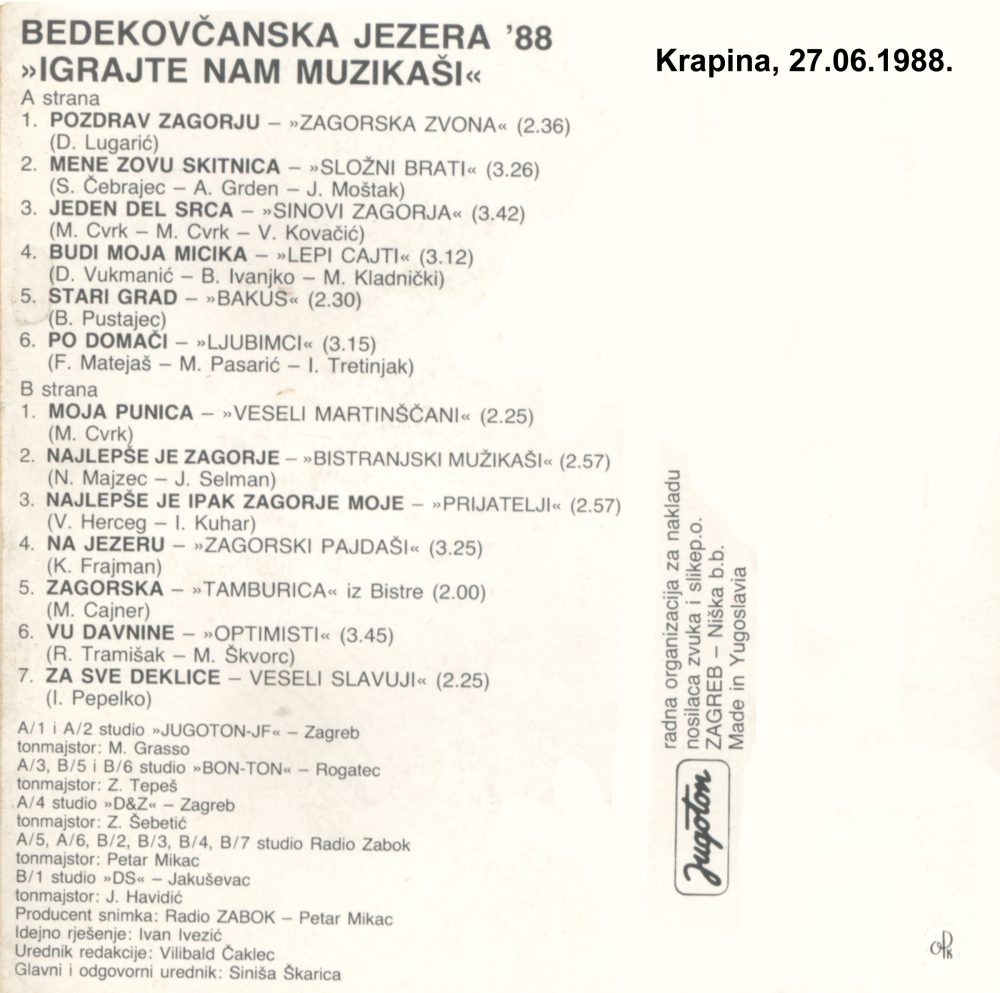 BEDEKOVČANSKA JEZERA '88
»IGRAJTE NAM MUZIKAŠI«
Krapina, 27.06.1988.
A strana
1. POZDRAV ZAGORJU – »ZAGORSKA ZVONA« (2.36)
(D. Lugarić)
2. MENE ZOVU SKITNICA – »SLOŽNI BRATI« (3.26)
(S. Čebrajec – A. Grden – J. Moštak)
3. JEDEN DEL SRCA – »SINOVI ZAGORJA« (3.42)
(M. Cvrk – M. Cvrk – V. Kovačić)
4. BUDI MOJA MICIKA – »LEPI CAJTI« (3.12)
(D. Vukmanić – B. Ivanjko – M. Kladnički)
5. STARI GRAD – »BAKUS« (2.30)
(B. Pustajec)
6. PO DOMAČI – »LJUBIMCI« (3.15)
(F. Matejaš – M. Pasarić – I. Tretinjak)
B strana
1. MOJA PUNICA – »VESELI MARTINŠČANI« (2.25)
(M. Cvrk)
2. NAJLEPŠE JE ZAGORJE – »BISTRANJSKI MUŽIKAŠI« (2.57)
(N. Majzec – J. Selman)
3. NAJLEPŠE JE IPAK ZAGORJE MOJE – »PRIJATELJI« (2.57)
(V. Herceg – I. Kuhar)
4. NA JEZERU – »ZAGORSKI PAJDAŠI« (3.25)
(K. Frajman)
5. ZAGORSKA – »TAMBURICA« iz Bistre (2.00)
(M. Cajner)
6. VU DAVNINE – »OPTIMISTI« (3.45)
(R. Tramišak – M. Škvorc)
7. ZA SVE DEKLICE – VESELI SLAVUJI« (2.25)
(I. Pepelko)
A/1 i A/2 studio »JUGOTON-JF« – Zagreb
tonmajstor: M. Grasso
A/3, B/5 i B/6 studio »BON-TON« – Rogatec
tonmajstor: Z. Tepeš
A/4 studio »D&Z« – Zagreb
tonmajstor: Z. Šebetić
A/5, A/6, B/2, B/3, B/4, B/7 studio Radio Zabok
tonmajstor: Petar Mikac
B/1 studio »DS« – Jakuševac
tonmajstor: J. Havidić
Producent snimka: Radio ZABOK – Petar Mikac
Idejno rješenje: Ivan Ivezić
Urednik redakcije: Vilibald Čaklec
Glavni i odgovorni urednik: Siniša Škarica
radna organizacija za nakladu
nosilaca zvuka i slikep.o.
ZAGREB – Niška b.b.
Made in Yugoslavia
Jugoton